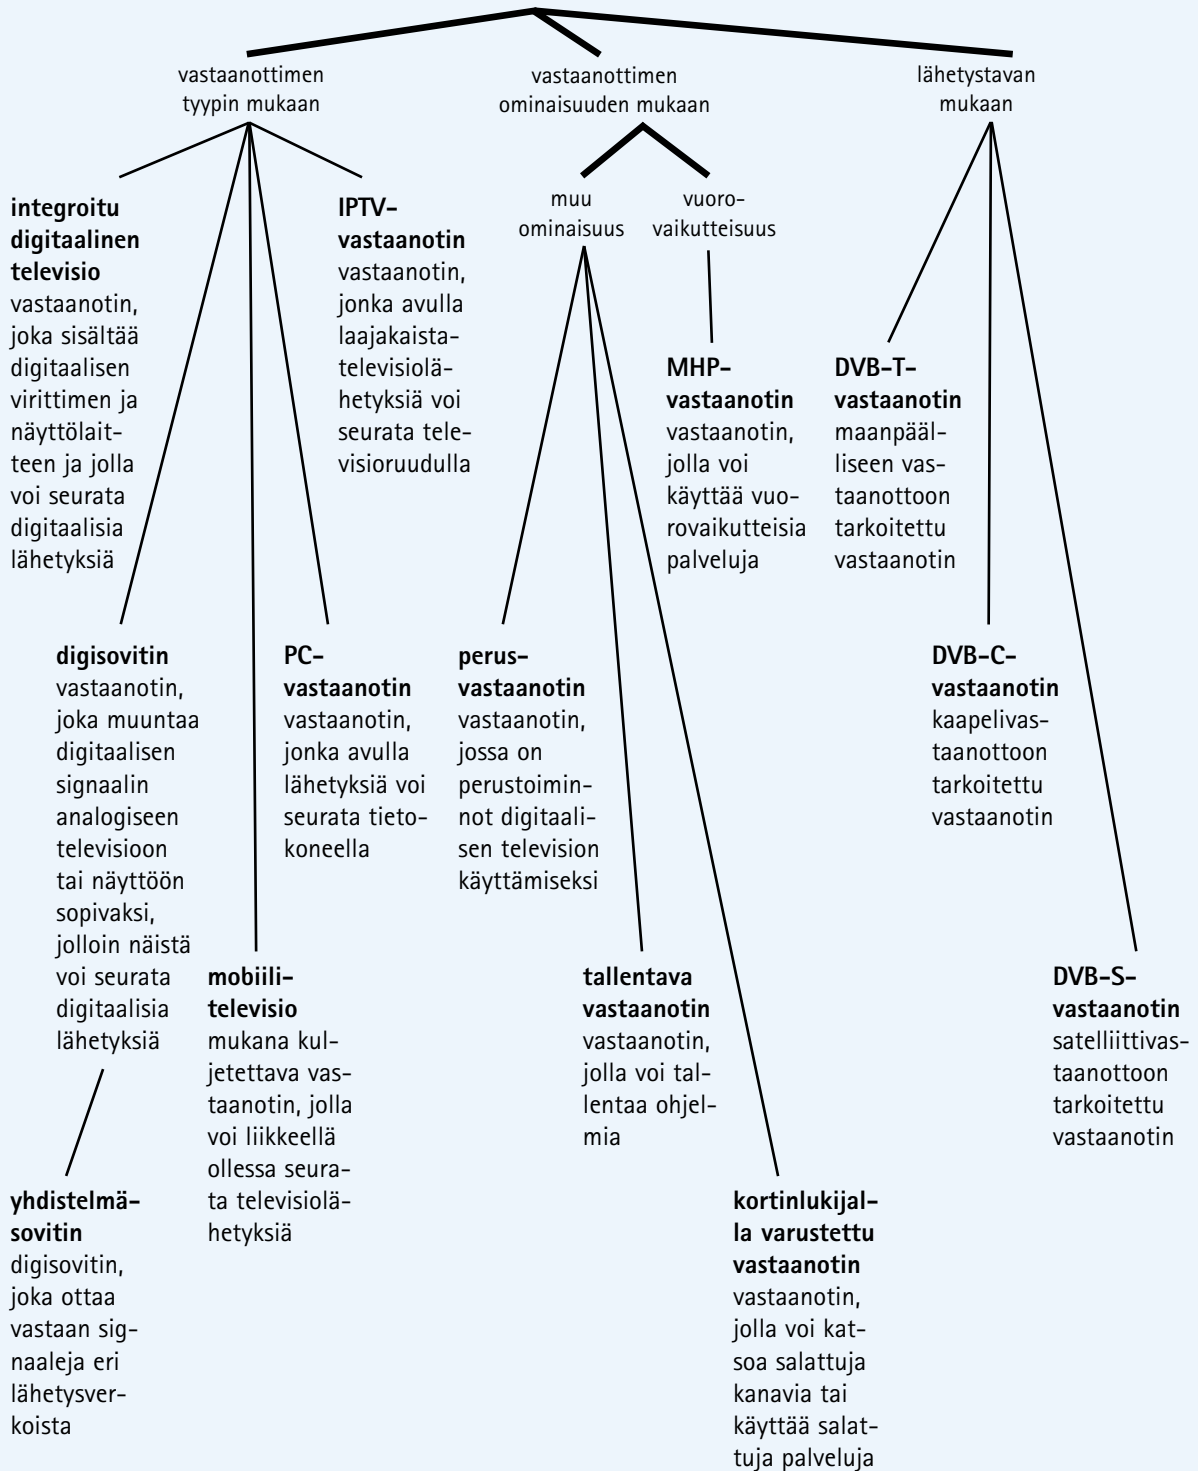 vastaanottimen
tyypin mukaan
vastaanottimen
ominaisuuden mukaan
lähetystavan
mukaan
integroitu
digitaalinen
televisio
vastaanotin,
joka sisältää
digitaalisen
virittimen ja
näyttölait-
teen ja jolla
voi seurata
digitaalisia
lähetyksiä
IPTV-
vastaanotin
vastaanotin,
jonka avulla
laajakaista-
televisiolä-
hetyksiä voi
seurata tele-
visioruudulla
muu
ominaisuus
vuoro-
vaikutteisuus
MHP-
vastaanotin
vastaanotin,
jolla voi
käyttää vuo-
rovaikutteisia
palveluja
DVB-T-
vastaanotin
maanpääl-
liseen vas-
taanottoon
tarkoitettu
vastaanotin
digisovitin
vastaanotin,
joka muuntaa
digitaalisen
signaalin
analogiseen
televisioon
tai näyttöön
sopivaksi,
jolloin näistä
voi seurata
digitaalisia
lähetyksiä
PC-
vastaanotin
vastaanotin,
jonka avulla
lähetyksiä voi
seurata tieto-
koneella
perus-
vastaanotin
vastaanotin,
jossa on
perustoimin-
not digitaali-
sen television
käyttämiseksi
DVB-C-
vastaanotin
kaapelivas-
taanottoon
tarkoitettu
vastaanotin
mobiili-
televisio
mukana kul-
jetettava vas-
taanotin, jolla
voi liikkeellä
ollessa seura-
ta televisiolä-
hetyksiä
tallentava
vastaanotin
vastaanotin,
jolla voi tal-
lentaa ohjel-
mia
DVB-S-
vastaanotin
satelliittivas-
taanottoon
tarkoitettu
vastaanotin
yhdistelmä-
sovitin
digisovitin,
joka ottaa
vastaan sig-
naaleja eri
lähetysver-
koista
kortinlukijal-
la varustettu
vastaanotin
vastaanotin,
jolla voi kat-
soa salattuja
kanavia tai
käyttää salat-
tuja palveluja